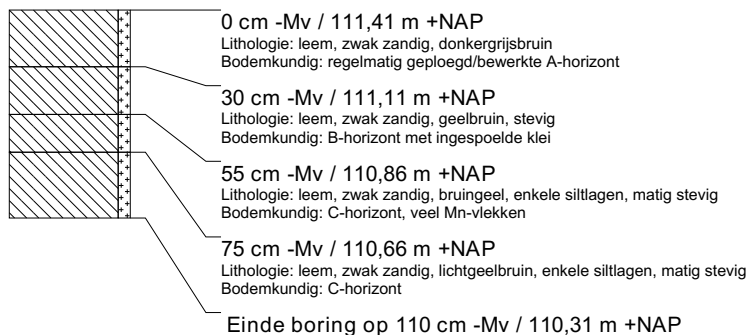 0 cm -Mv / 111,41 m +NAP
Lithologie: leem, zwak zandig, donkergrijsbruin
Bodemkundig: regelmatig geploegd/bewerkte A-horizont
30 cm -Mv / 111,11 m +NAP
Lithologie: leem, zwak zandig, geelbruin, stevig
Bodemkundig: B-horizont met ingespoelde klei
55 cm -Mv / 110,86 m +NAP
Lithologie: leem, zwak zandig, bruingeel, enkele siltlagen, matig stevig
Bodemkundig: C-horizont, veel Mn-vlekken
75 cm -Mv / 110,66 m +NAP
Lithologie: leem, zwak zandig, lichtgeelbruin, enkele siltlagen, matig stevig
Bodemkundig: C-horizont
Einde boring op 110 cm -Mv / 110,31 m +NAP